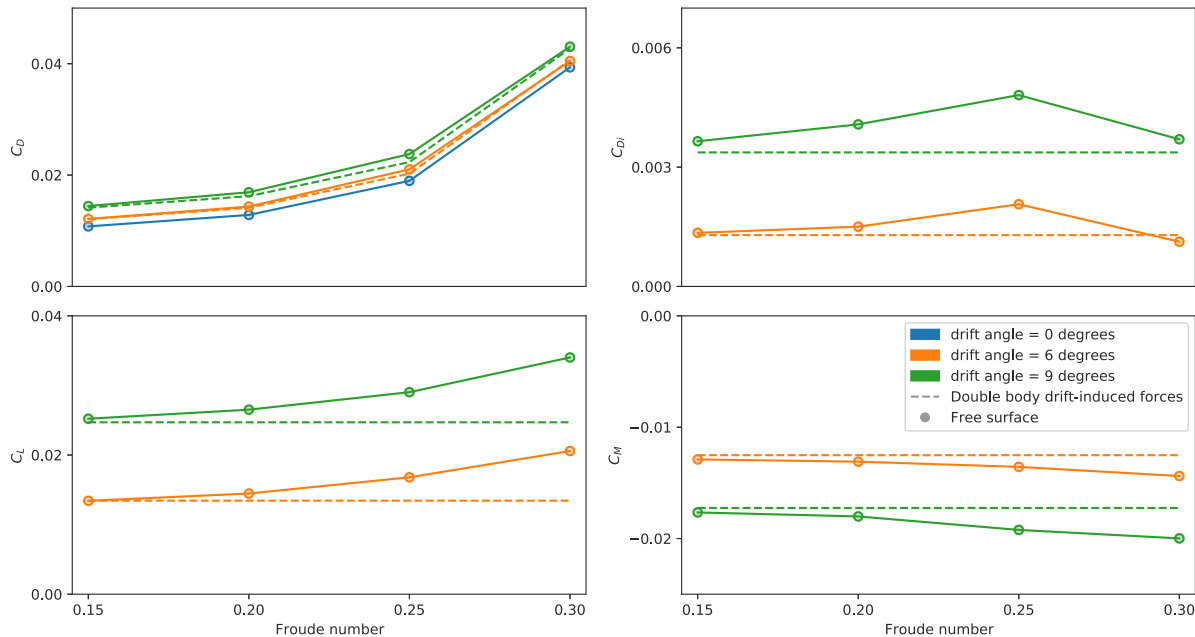 0.04
0.02
0.00
C_D
0.006
0.003
0.000
C_Di
0.04
0.02
0.00
C_L
0.15
0.20
0.25
0.30
Froude number
0.00
−0.01
−0.02
C_M
drift angle = 0 degrees
drift angle = 6 degrees
drift angle = 9 degrees
Double body drift-induced forces
Free surface
0.15
0.20
0.25
0.30
Froude number